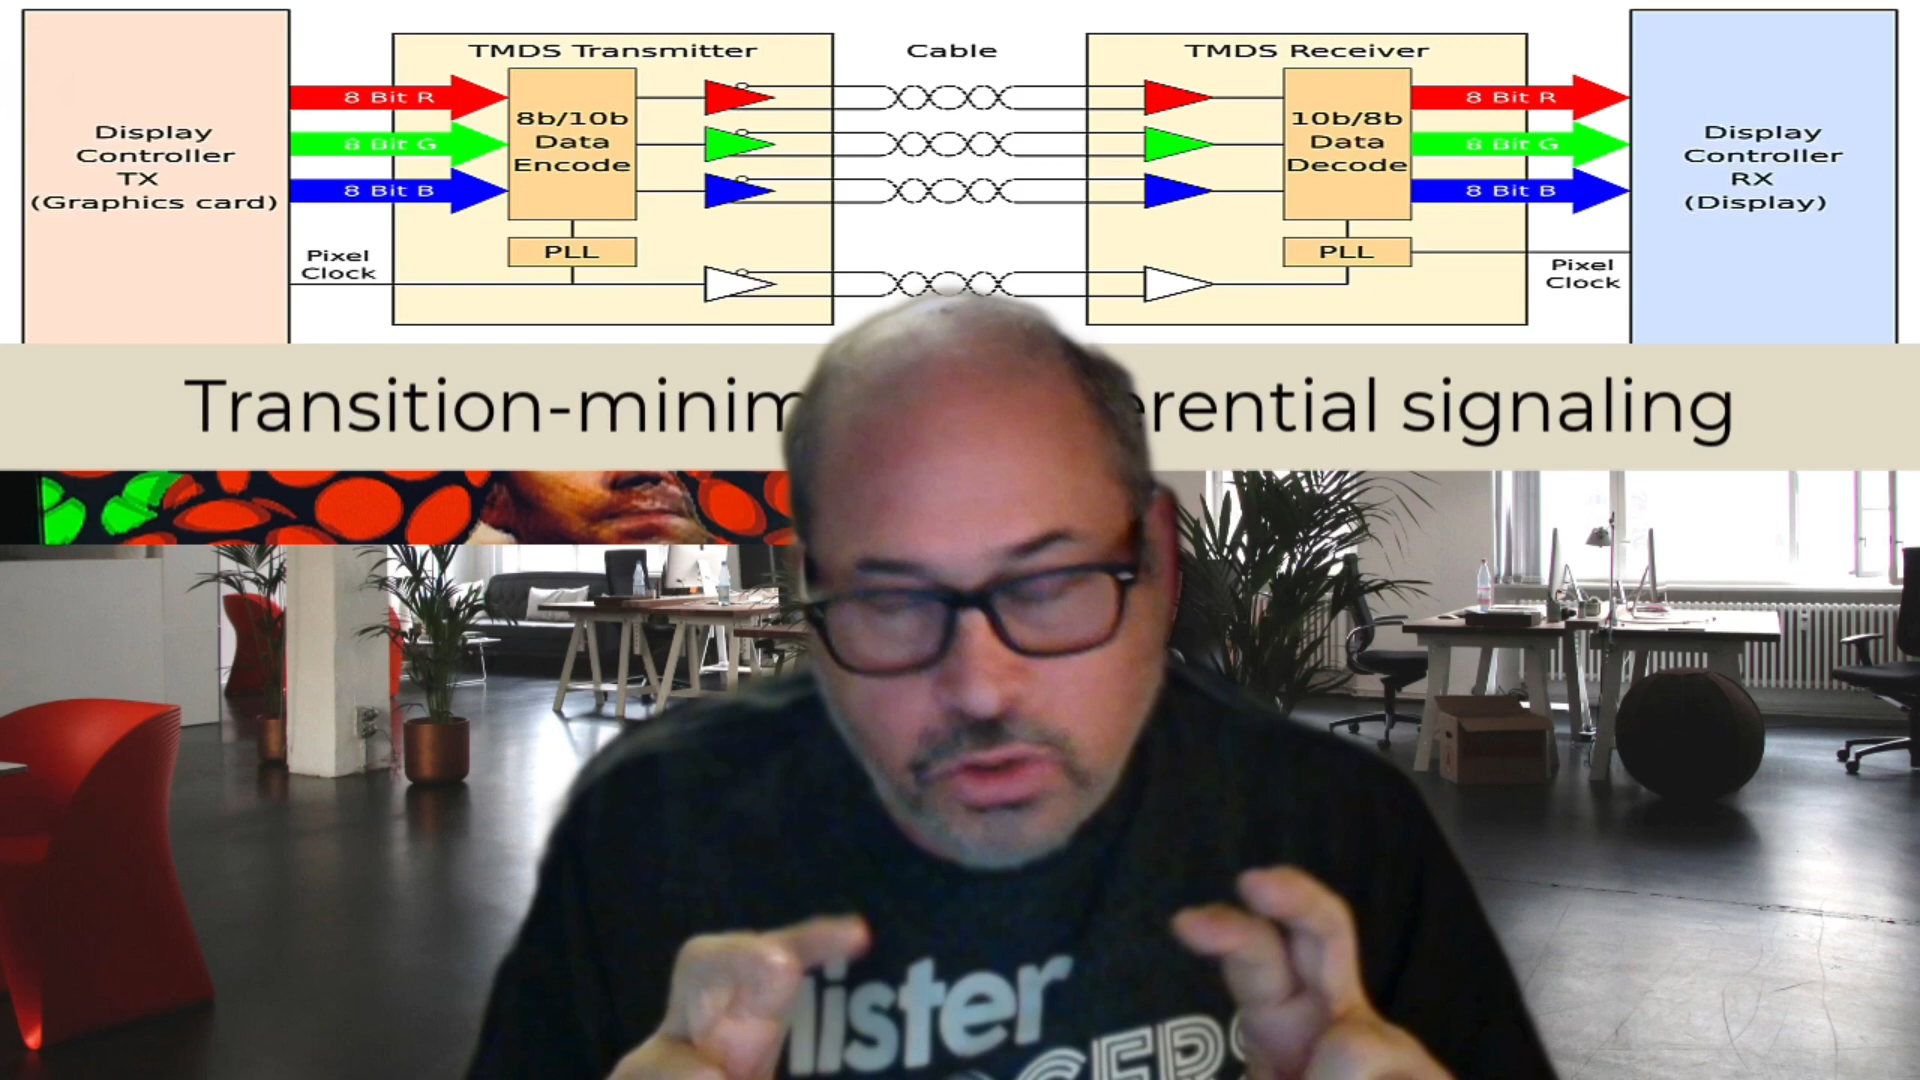 TMDS Transmitter
Cable
TMDS Receiver
8 Bit R
8 Bit G
8 Bit B
8b/10b
Data
Encode
10b/8b
Data
Decode
8 Bit R
8 Bit G
8 Bit B
Display
Controller
TX
(Graphics card)
Display
Controller
RX
(Display)
Pixel
Clock
PLL
PLL
Pixel
Clock
Transition-minim erential signaling
lister